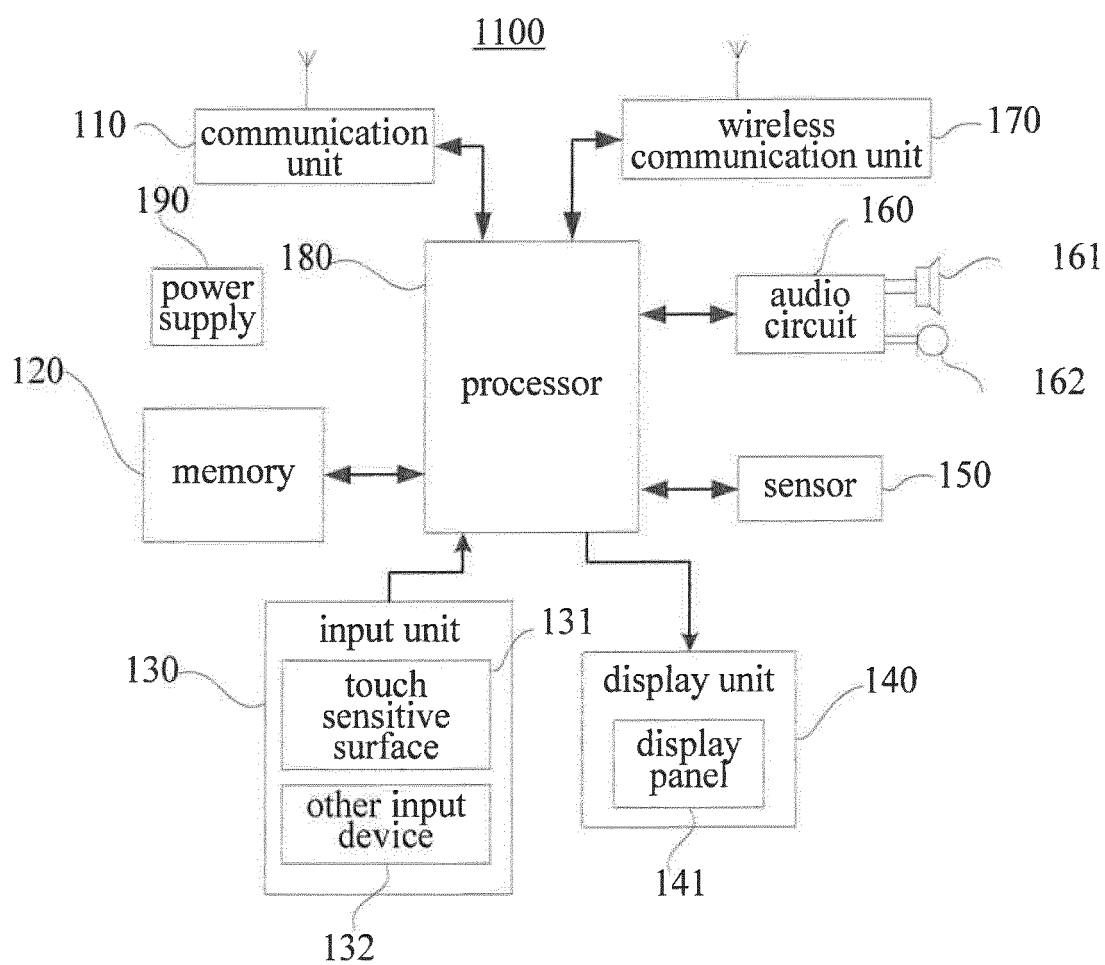 1100
110
communication
unit
wireless
communication unit
170
190
power
supply
180
processor
160
audio
circuit
161
162
120
memory
sensor
150
input unit
131
130
touch
sensitive
surface
other input
device
132
display unit
140
display
panel
141